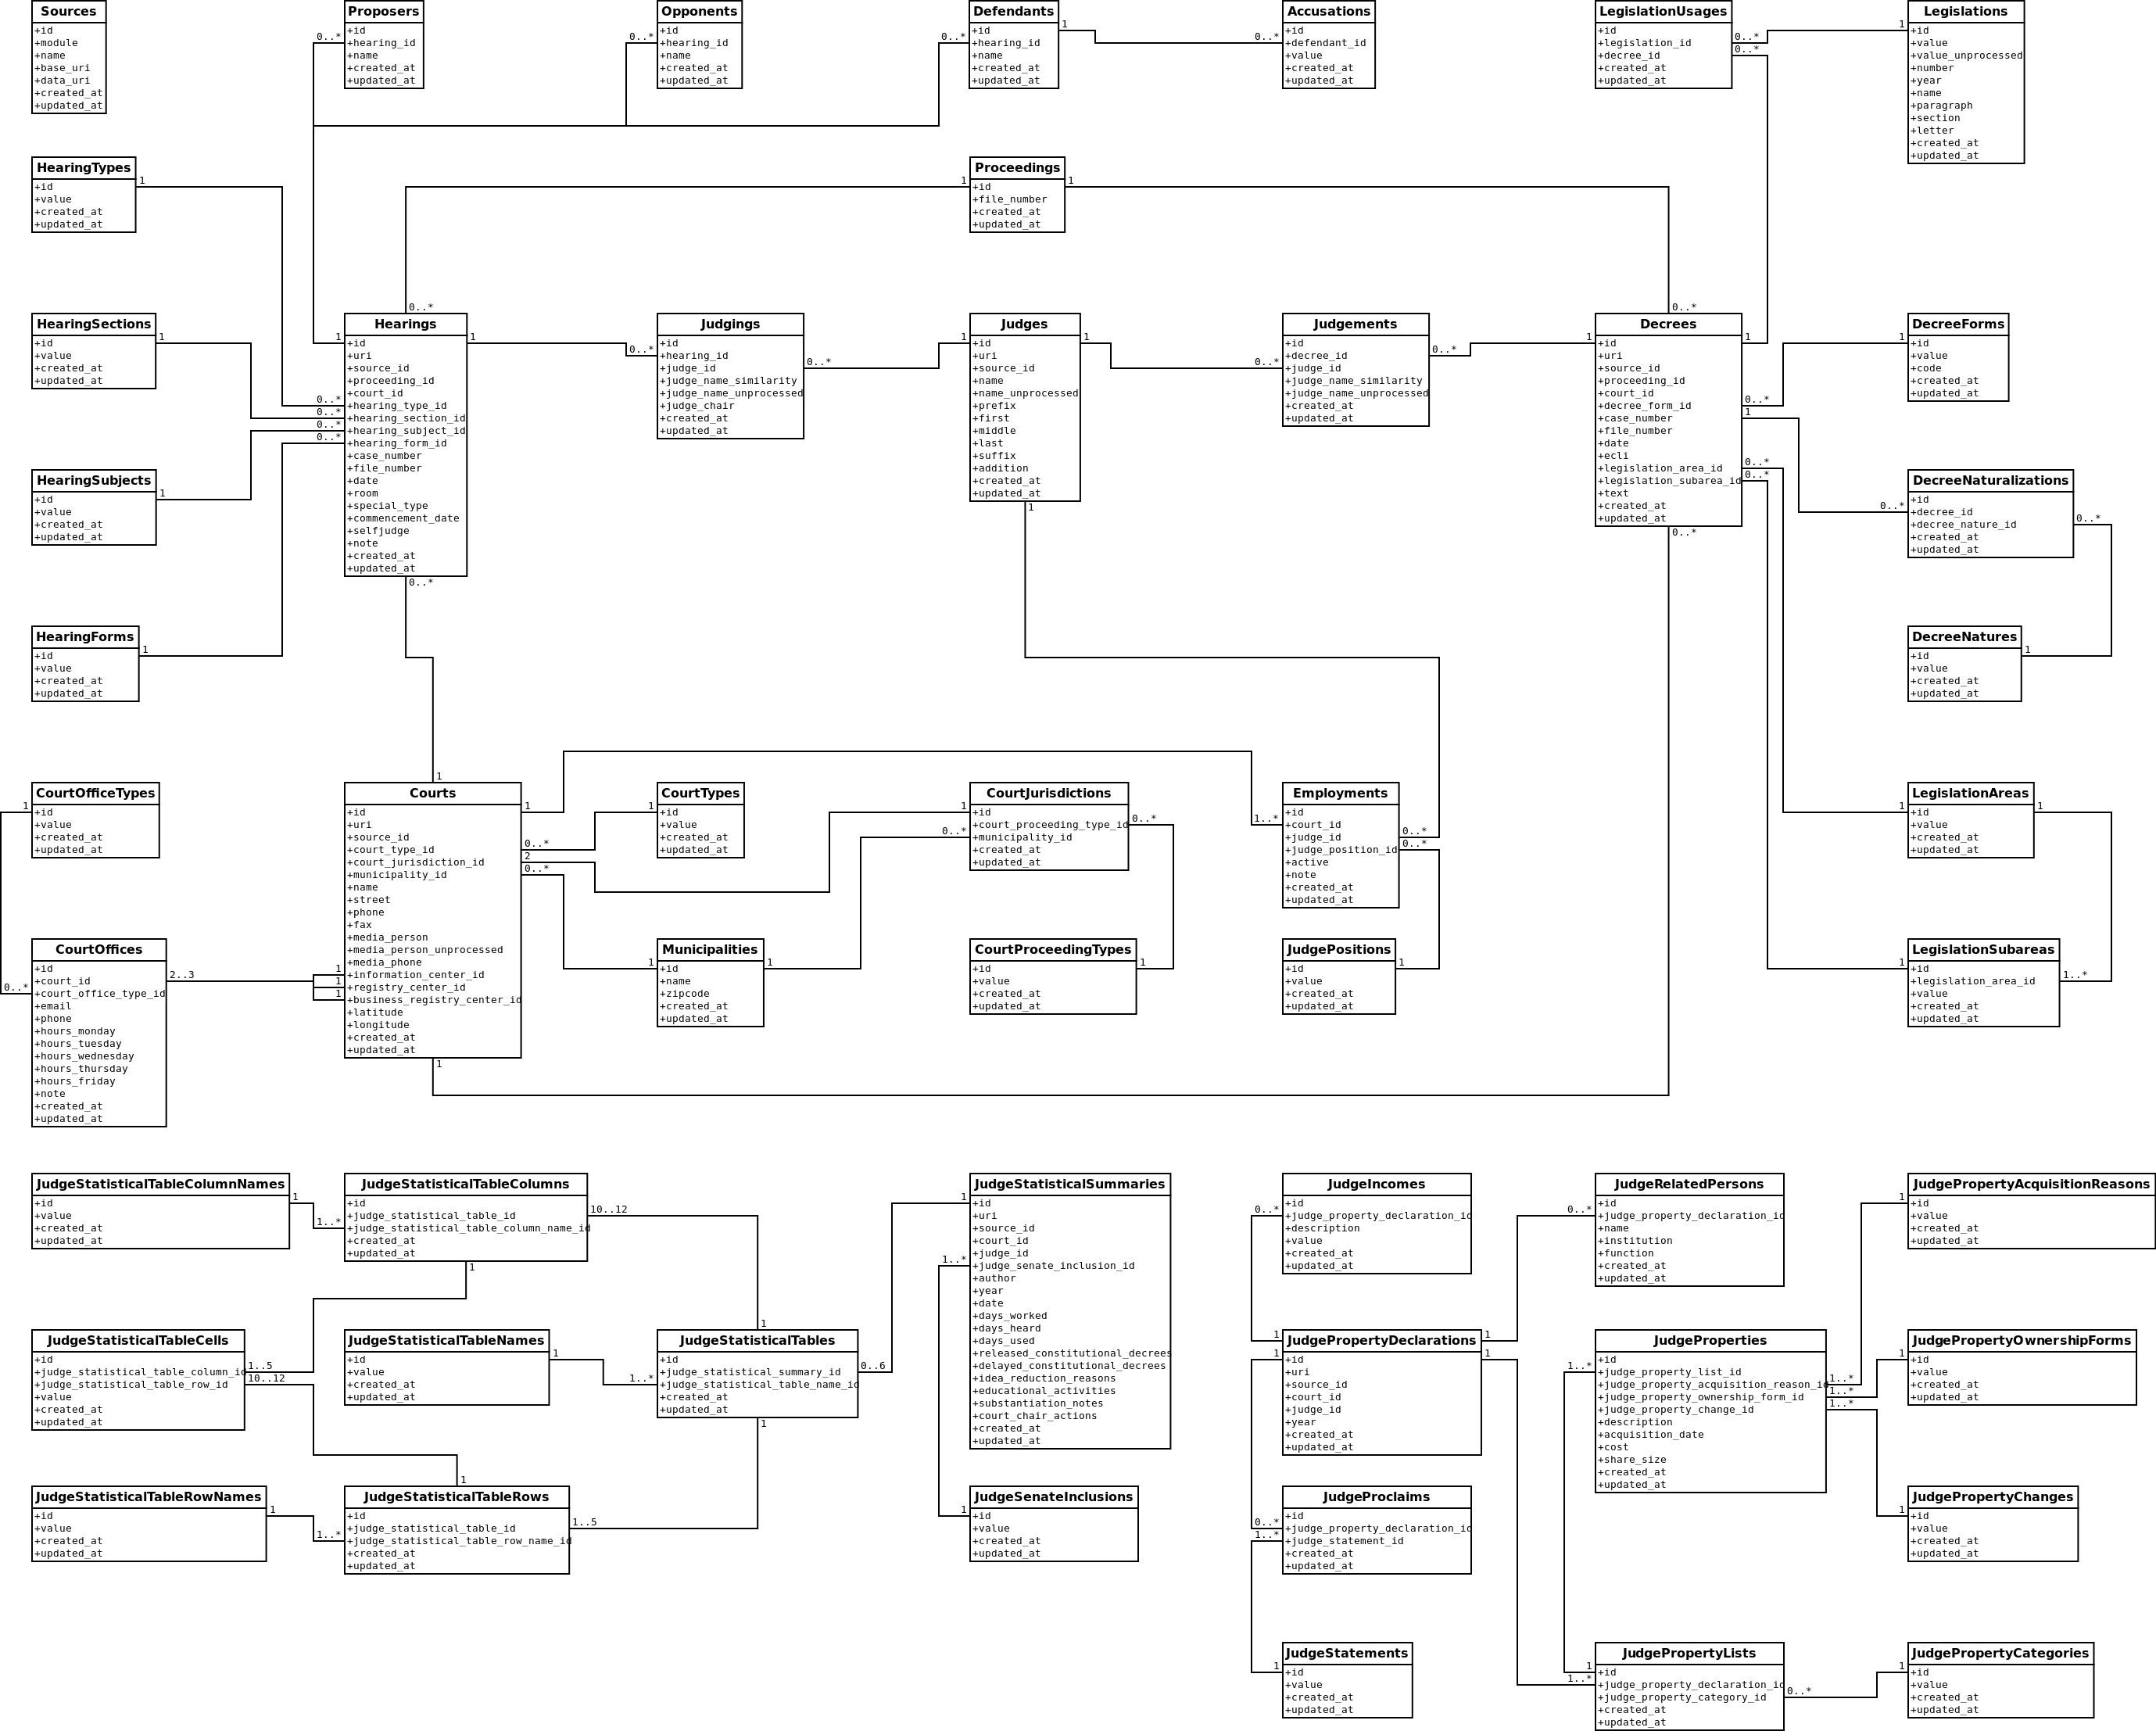 Sources
+id
+module
+name
+base_uri
+data_uri
+created_at
+updated_at
Proposers
+id
+hearing_id
+name
+created_at
+updated_at
0..*
Opponents
+id
+hearing_id
+name
+created_at
+updated_at
0..*
Defendants
+id
+hearing_id
+name
+created_at
+updated_at
0..*
1
Accusations
+id
+defendant_id
+value
+created_at
+updated_at
0..*
LegislationUsages
+id
+legislation_id
+decree_id
+created_at
+updated_at
0..*
0..*
Legislations
+id
+value
+value_unprocessed
+number
+year
+name
+paragraph
+section
+letter
+created_at
+updated_at
1
HearingTypes
+id
+value
+created_at
+updated_at
1
Proceedings
+id
+file_number
+created_at
+updated_at
1
1
HearingSections
+id
+value
+created_at
+updated_at
1
Hearings
+id
+uri
+source_id
+proceeding_id
+court_id
+hearing_type_id
+hearing_section_id
+hearing_subject_id
+hearing_form_id
+case_number
+file_number
+date
+room
+special_type
+commencement_date
+selfjudge
+note
+created_at
+updated_at
0..*
1
1
0..*
0..*
0..*
0..*
0..*
Judgings
+id
+hearing_id
+judge_id
+judge_name_similarity
+judge_name_unprocessed
+judge_chair
+created_at
+updated_at
0..*
0..*
Judges
+id
+uri
+source_id
+name
+name_unprocessed
+prefix
+first
+middle
+last
+suffix
+addition
+created_at
+updated_at
1
1
1
Judgements
+id
+decree_id
+judge_id
+judge_name_similarity
+judge_name_unprocessed
+created_at
+updated_at
0..*
0..*
Decrees
+id
+uri
+source_id
+proceeding_id
+court_id
+decree_form_id
+case_number
+file_number
+date
+ecli
+legislation_area_id
+legislation_subarea_id
+text
+created_at
+updated_at
0..*
1
1
0..*
1
0..*
0..*
0..*
DecreeForms
+id
+value
+code
+created_at
+updated_at
1
HearingSubjects
+id
+value
+created_at
+updated_at
1
DecreeNaturalizations
+id
+decree_id
+decree_nature_id
+created_at
+updated_at
0..*
0..*
HearingForms
+id
+value
+created_at
+updated_at
1
DecreeNatures
+id
+value
+created_at
+updated_at
1
CourtOfficeTypes
+id
+value
+created_at
+updated_at
1
Courts
+id
+uri
+source_id
+court_type_id
+court_jurisdiction_id
+municipality_id
+name
+street
+phone
+fax
+media_person
+media_person_unprocessed
+media_phone
+information_center_id
+registry_center_id
+business_registry_center_id
+latitude
+longitude
+created_at
+updated_at
1
1
0..*
2
0..*
1
1
1
1
CourtTypes
+id
+value
+created_at
+updated_at
1
CourtJurisdictions
+id
+court_proceeding_type_id
+municipality_id
+created_at
+updated_at
1
0..*
0..*
Employments
+id
+court_id
+judge_id
+judge_position_id
+active
+note
+created_at
+updated_at
1..*
0..*
0..*
LegislationAreas
+id
+value
+created_at
+updated_at
1
1
CourtOffices
+id
+court_id
+court_office_type_id
+email
+phone
+hours_monday
+hours_tuesday
+hours_wednesday
+hours_thursday
+hours_friday
+note
+created_at
+updated_at
2..3
0..*
Municipalities
+id
+name
+zipcode
+created_at
+updated_at
1
1
CourtProceedingTypes
+id
+value
+created_at
+updated_at
1
JudgePositions
+id
+value
+created_at
+updated_at
1
LegislationSubareas
+id
+legislation_area_id
+value
+created_at
+updated_at
1
1..*
JudgeStatisticalTableColumnNames
+id
+value
+created_at
+updated_at
1
JudgeStatisticalTableColumns
+id
+judge_statistical_table_id
+judge_statistical_table_column_name_id
+created_at
+updated_at
1..*
10..12
1
JudgeStatisticalSummaries
+id
+uri
+source_id
+court_id
+judge_id
+judge_senate_inclusion_id
+author
+year
+date
+days_worked
+days_heard
+days_used
+released_constitutional_decrees
+delayed_constitutional_decrees
+idea_reduction_reasons
+educational_activities
+substantiation_notes
+court_chair_actions
+created_at
+updated_at
1
1..*
JudgeIncomes
+id
+judge_property_declaration_id
+description
+value
+created_at
+updated_at
0..*
JudgeRelatedPersons
+id
+judge_property_declaration_id
+name
+institution
+function
+created_at
+updated_at
0..*
JudgePropertyAcquisitionReasons
+id
+value
+created_at
+updated_at
1
JudgeStatisticalTableCells
+id
+judge_statistical_table_column_id
+judge_statistical_table_row_id
+value
+created_at
+updated_at
1..5
10..12
JudgeStatisticalTableNames
+id
+value
+created_at
+updated_at
1
JudgeStatisticalTables
+id
+judge_statistical_summary_id
+judge_statistical_table_name_id
+created_at
+updated_at
1
0..6
1..*
1
JudgePropertyDeclarations
+id
+uri
+source_id
+court_id
+judge_id
+year
+created_at
+updated_at
1
1
1
1
JudgeProperties
+id
+judge_property_list_id
+judge_property_acquisition_reason_id
+judge_property_ownership_form_id
+judge_property_change_id
+description
+acquisition_date
+cost
+share_size
+created_at
+updated_at
1..*
1..*
1..*
1..*
JudgePropertyOwnershipForms
+id
+value
+created_at
+updated_at
1
JudgeStatisticalTableRowNames
+id
+value
+created_at
+updated_at
1
JudgeStatisticalTableRows
+id
+judge_statistical_table_id
+judge_statistical_table_row_name_id
+created_at
+updated_at
1
1..5
1..*
JudgeSenateInclusions
+id
+value
+created_at
+updated_at
1
JudgeProclaims
+id
+judge_property_declaration_id
+judge_statement_id
+created_at
+updated_at
0..*
1..*
JudgePropertyChanges
+id
+value
+created_at
+updated_at
1
JudgeStatements
+id
+value
+created_at
+updated_at
1
JudgePropertyLists
+id
+judge_property_declaration_id
+judge_property_category_id
+created_at
+updated_at
1
1..*
0..*
JudgePropertyCategories
+id
+value
+created_at
+updated_at
1